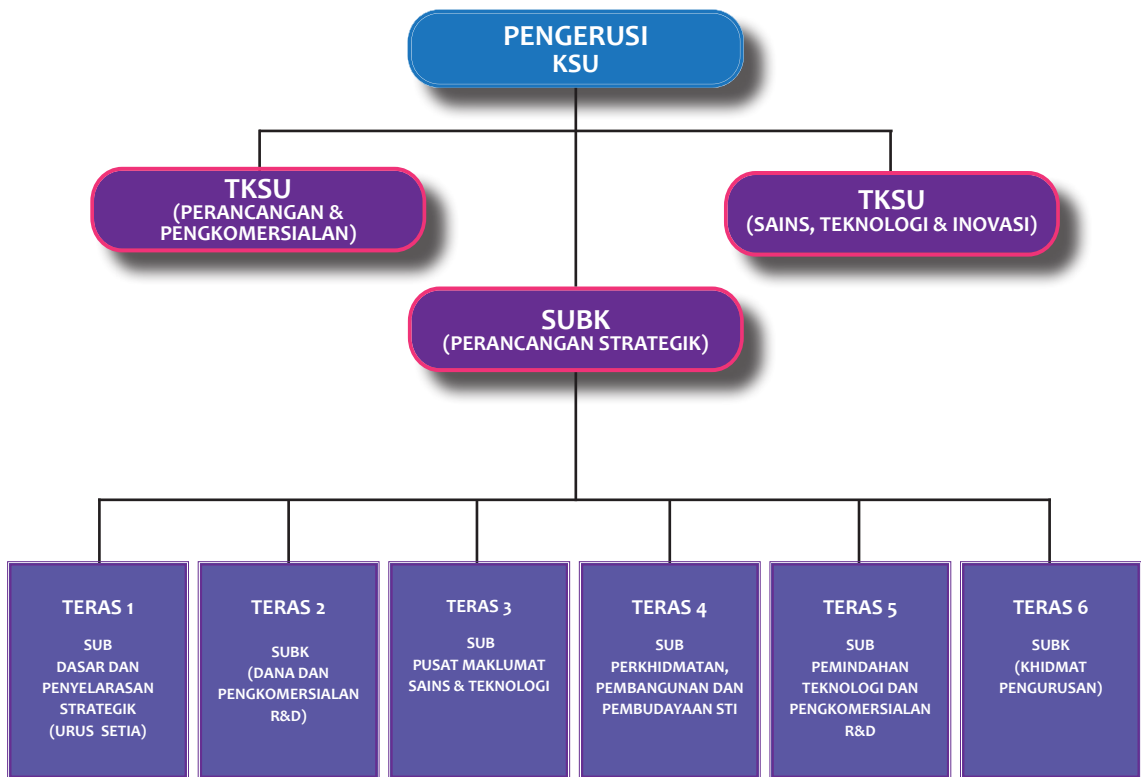 PENGERUSI
KSU
TKSU
(PERANCANGAN &
PENGKOMERSIALAN)
TKSU
(SAINS, TEKNOLOGI & INOVASI)
SUBK
(PERANCANGAN STRATEGIK)
TERAS 1
SUB
DASAR DAN
PENYELARASAN
STRATEGIK
(URUS SETIA)
TERAS 2
SUBK
(DANA DAN
PENGKOMERSIALAN
R&D)
TERAS 3
SUB
PUSAT MAKLUMAT
SAINS & TEKNOLOGI
TERAS 4
SUB
PERKHIDMATAN,
PEMBANGUNAN DAN
PEMBUDAYAAN STI
TERAS 5
SUB
PEMINDAHAN
TEKNOLOGI DAN
PENGKOMERSIALAN
R&D
TERAS 6
SUBK
(KHIDMAT
PENGURUSAN)